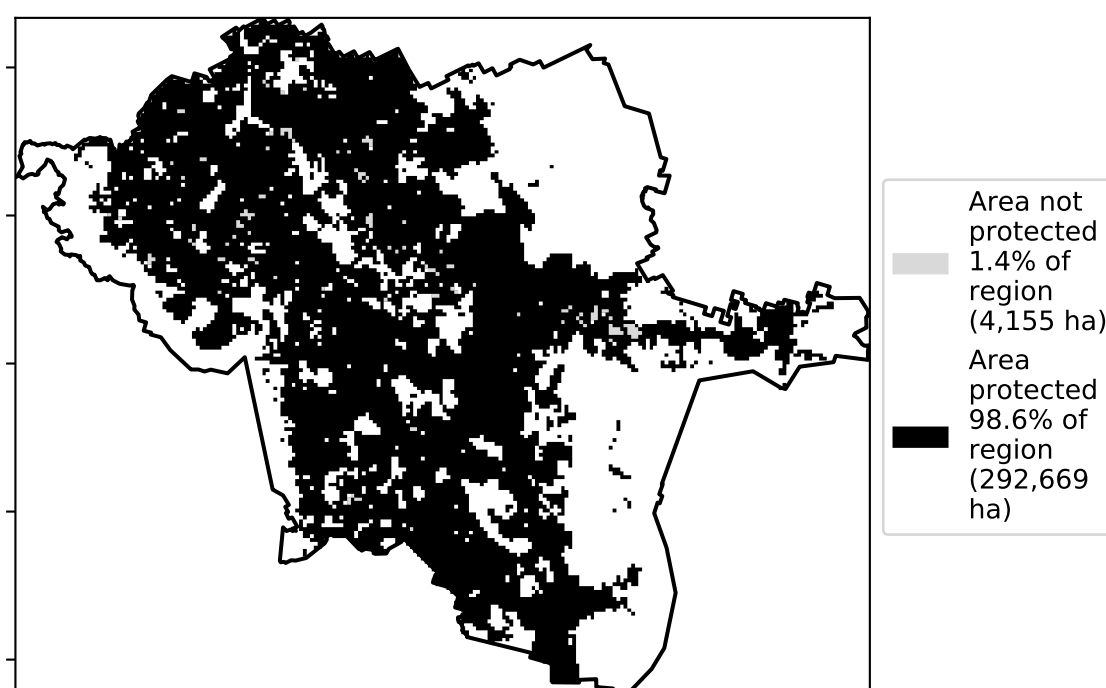 Area not
protected
1.4% of
region
(4,155 ha)
Area
protected
98.6% of
region
(292,669
ha)